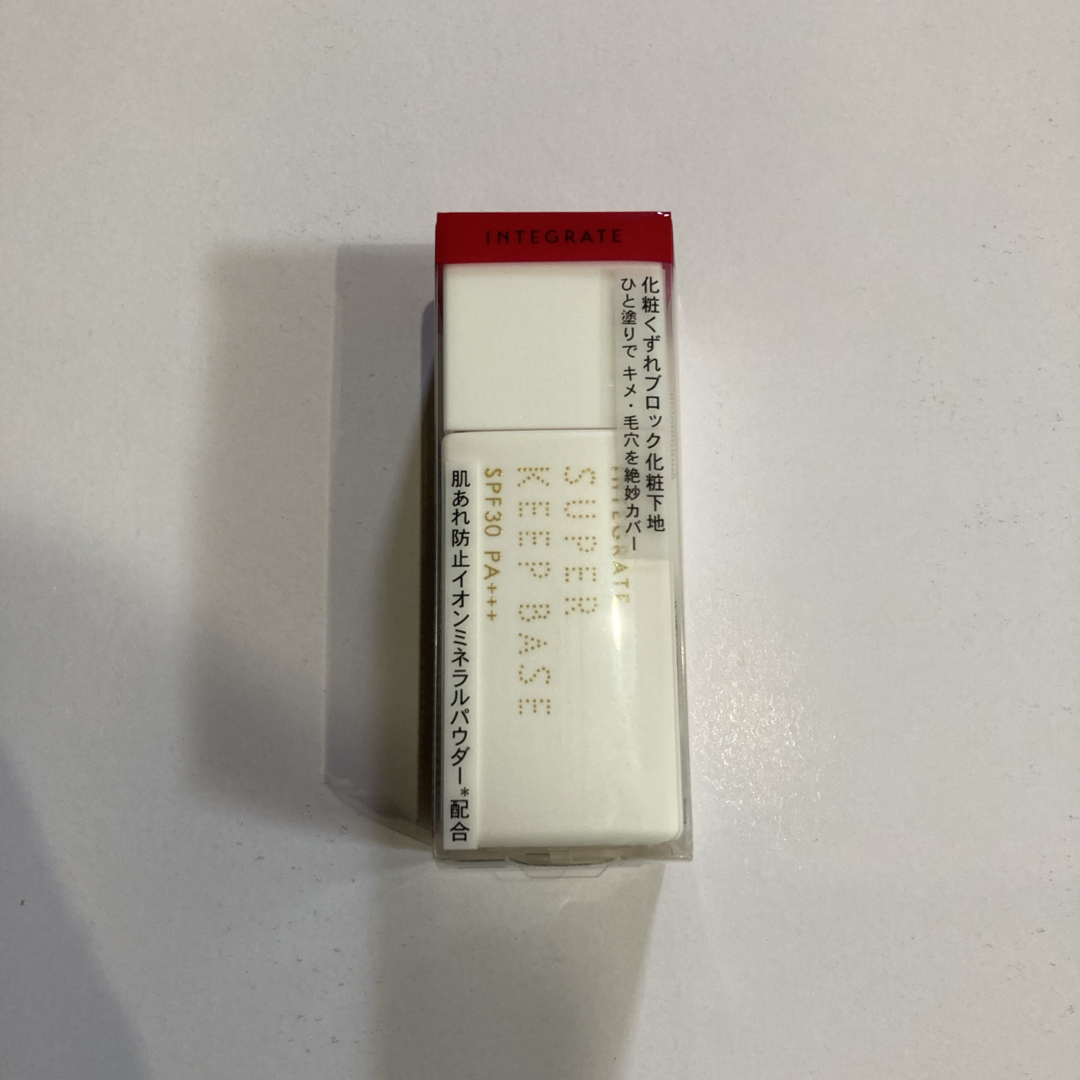 INTEGRATE
化粧くずれブロック化粧下地
ひと塗りで キメ・毛穴を絶妙カバー
INTEGRATE
SUPER
KEEP BASE
SPF30 PA+++
肌あれ防止イオンミネラルパウダー*配合